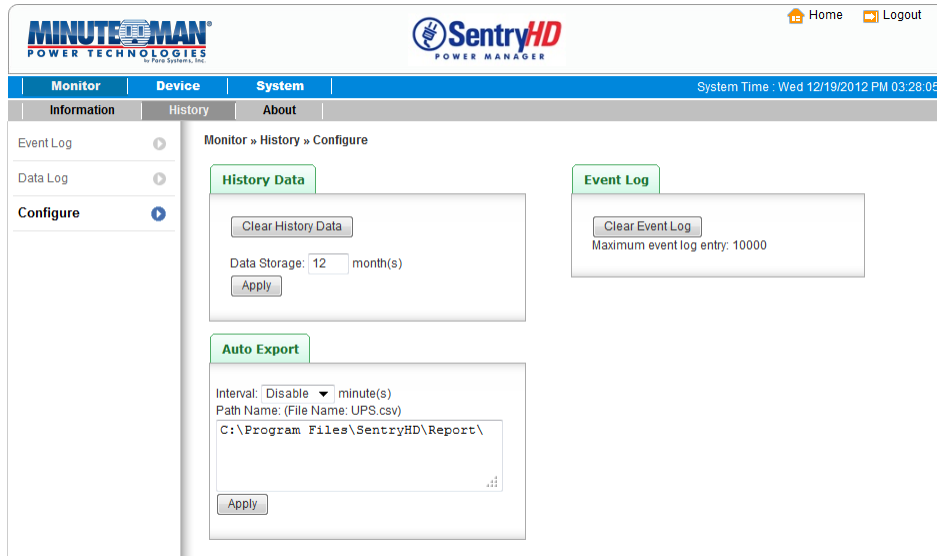 MINUTEMAN®
POWER TECHNOLOGIES
by Para Systems, Inc.
SentryHD
POWER MANAGER
Home
Logout
Monitor
Device
System
System Time : Wed 12/19/2012 PM 03:28:05
Information
History
About
Event Log
Data Log
Configure
Monitor » History » Configure
History Data
Clear History Data
Data Storage: 12 month(s)
Apply
Event Log
Clear Event Log
Maximum event log entry: 10000
Auto Export
Interval: Disable minute(s)
Path Name: (File Name: UPS.csv)
C:\Program Files\SentryHD\Report\
Apply